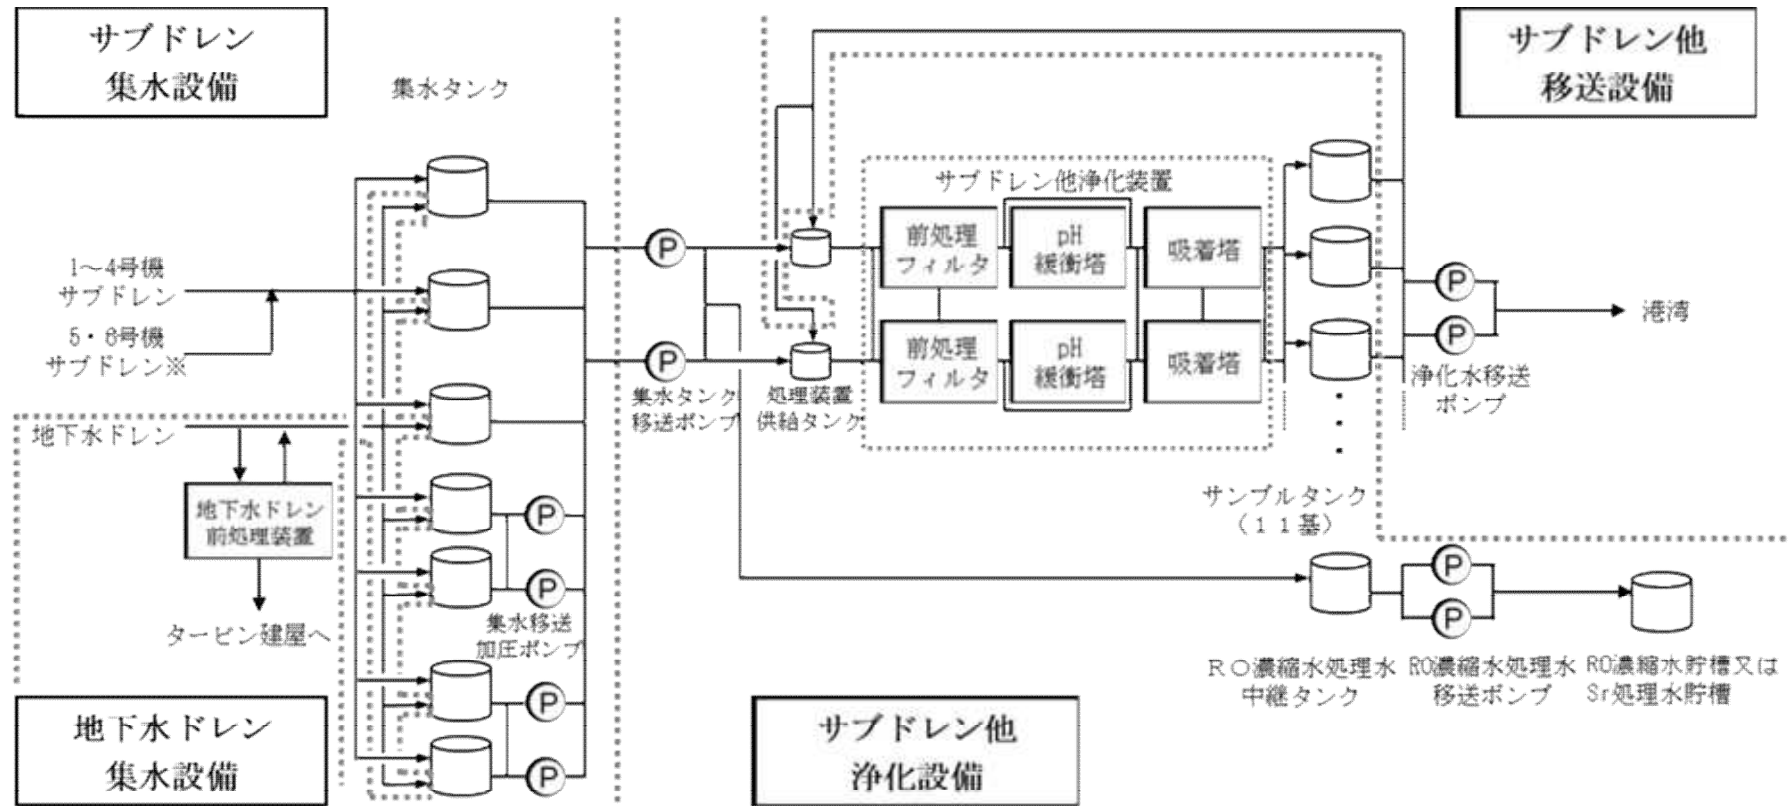 サブドレン
集水設備
集水タンク
サブドレン他
移送設備
サブドレン他浄化装置
前処理
フィルタ
pH
緩衝塔
吸着塔
P
1～4号機
サブドレン
5・6号機
サブドレン※
P
前処理
フィルタ
pH
緩衝塔
吸着塔
P
P
港湾
P
集水タンク
移送ポンプ
処理装置
供給タンク
浄化水移送
ポンプ
地下水ドレン
地下水ドレン
前処理装置
P
サンプルタンク
(11基)
タービン建屋へ
P
集水移送
加圧ポンプ
P
P
RO濃縮水処理水
中継タンク
RO濃縮水処理水
移送ポンプ
RO濃縮水貯槽又は
Sr処理水貯槽
P
P
地下水ドレン
集水設備
サブドレン他
浄化設備